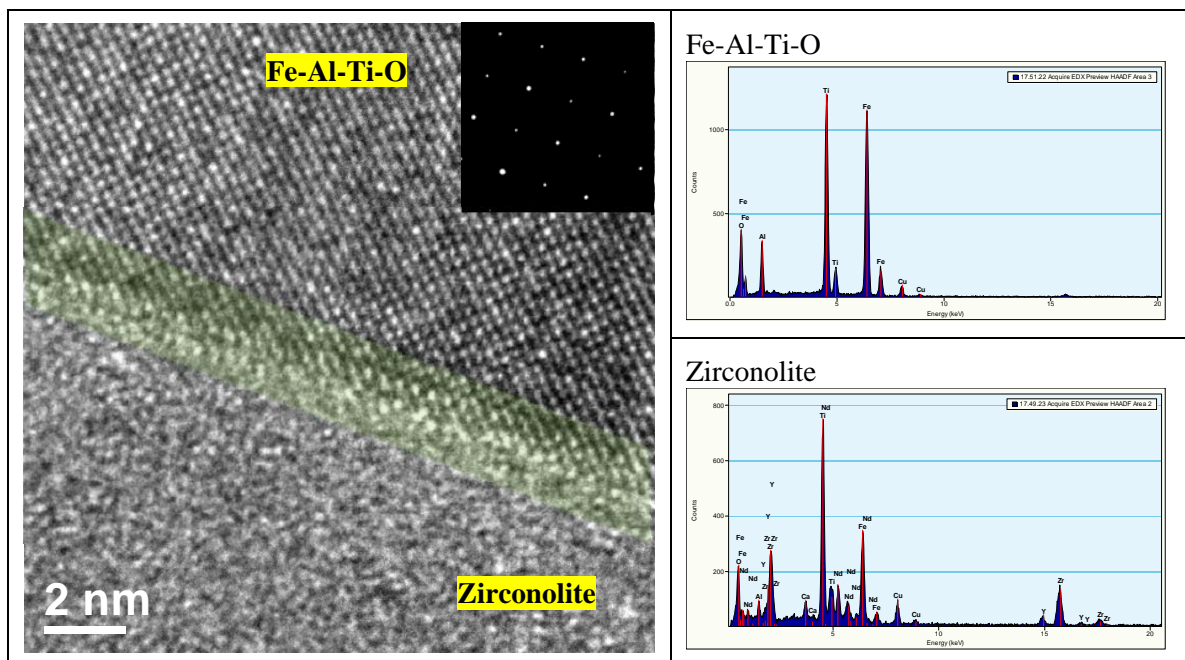 Fe-Al-Ti-O
Zirconolite
2 nm
Fe-Al-Ti-O
17.51.22 Acquire EDX Preview HAADF Area 3
Counts
1000
500
Fe
Fe
O
Al
Ti
Ti
Fe
Fe
Cu
Cu
0.0
5
10
15
20
Energy (keV)
Zirconolite
17.49.23 Acquire EDX Preview HAADF Area 2
Counts
800
600
400
200
Fe
Fe
O
Nd
Nd
Nd
Al
Y
Y
Y
Zr Zr
Zr
Zr
Zr
Ca
Ca
Nd
Ti
Ti
Nd
Nd
Nd
Nd
Nd
Fe
Nd
Fe
Cu
Cu
Y
Zr
Y
Y
Zr
Zr
5
10
15
20
Energy (keV)